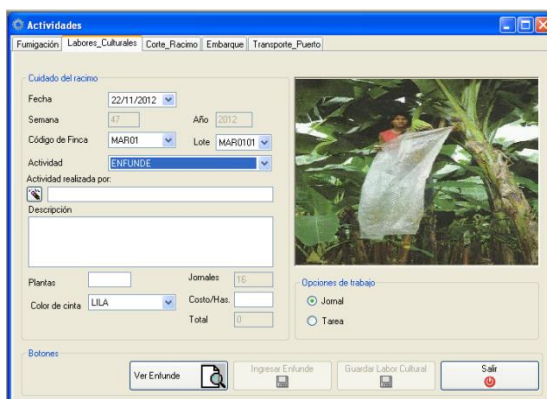 Actividades
Fumigación Labores_Culturales Corte_Racimo Embarque Transporte_Puerto
Cuidado del racimo
Fecha 22/11/2012
Semana 47 Año 2012
Código de Finca MAR01 Lote MAR0101
Actividad ENFUNDE
Actividad realizada por:
Descripción
Plantas Jornales 16
Color de cinta LILA Costo/Has.
Total 0
Opciones de trabajo
Jornal
Tarea
Botones
Ver Enfunde
Ingresar Enfunde
Guardar Labor Cultural
Salir